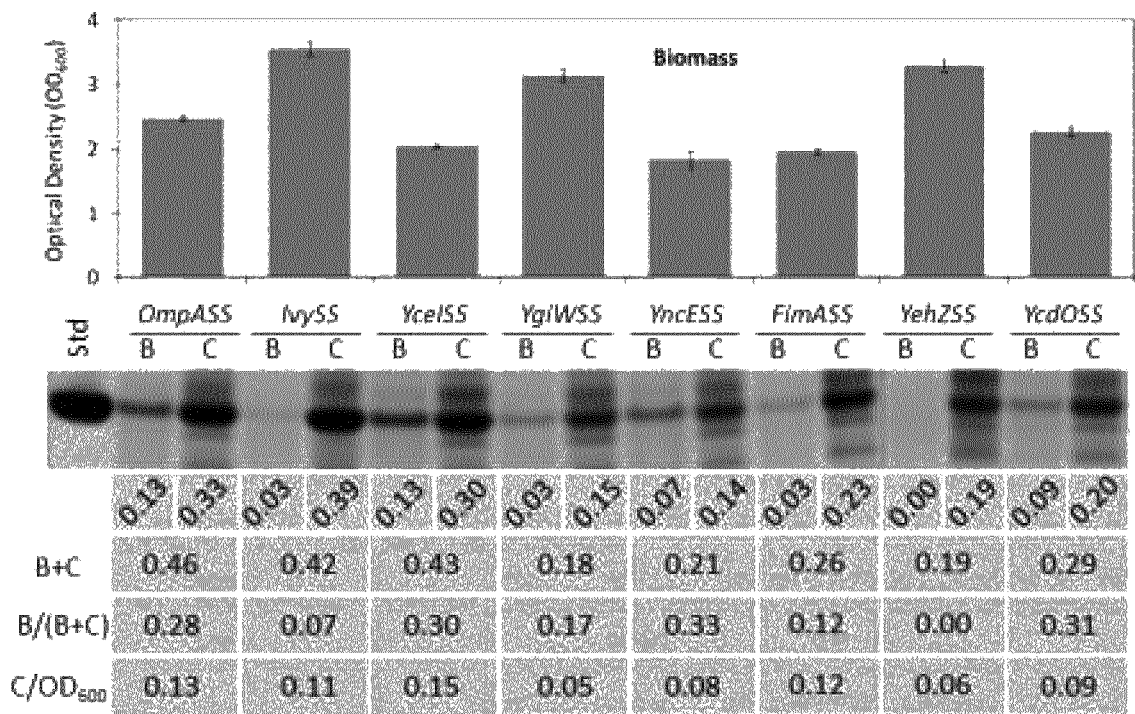 4
3
2
1
0
Optical Density (OD600)
Biomass
Std
OmpASS IvySS YceISS YgiWSS YncESS FimASS YehZSS YcdOSS
B C B C B C B C B C B C B C B C
0.13 0.33 0.03 0.39 0.13 0.30 0.03 0.15 0.07 0.14 0.03 0.23 0.00 0.19 0.09 0.20
B+C 0.46 0.42 0.43 0.18 0.21 0.26 0.19 0.29
B/(B+C) 0.28 0.07 0.30 0.17 0.33 0.12 0.00 0.31
C/OD600 0.13 0.11 0.15 0.05 0.08 0.12 0.06 0.09